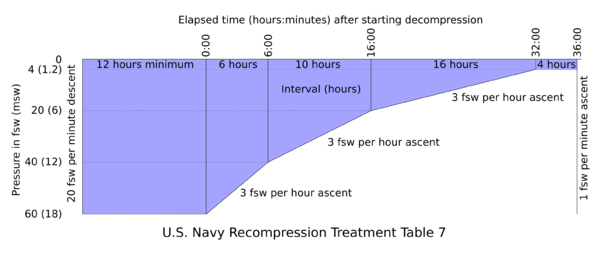 Elapsed time (hours:minutes) after starting decompression
0:00
6:00
16:00
32:00
36:00
0
4 (1.2)
20 (6)
40 (12)
60 (18)
Pressure in fsw (msw)
20 fsw per minute descent
12 hours minimum
6 hours
10 hours
16 hours
4 hours
Interval (hours)
3 fsw per hour ascent
3 fsw per hour ascent
3 fsw per hour ascent
1 fsw per minute ascent
U.S. Navy Recompression Treatment Table 7